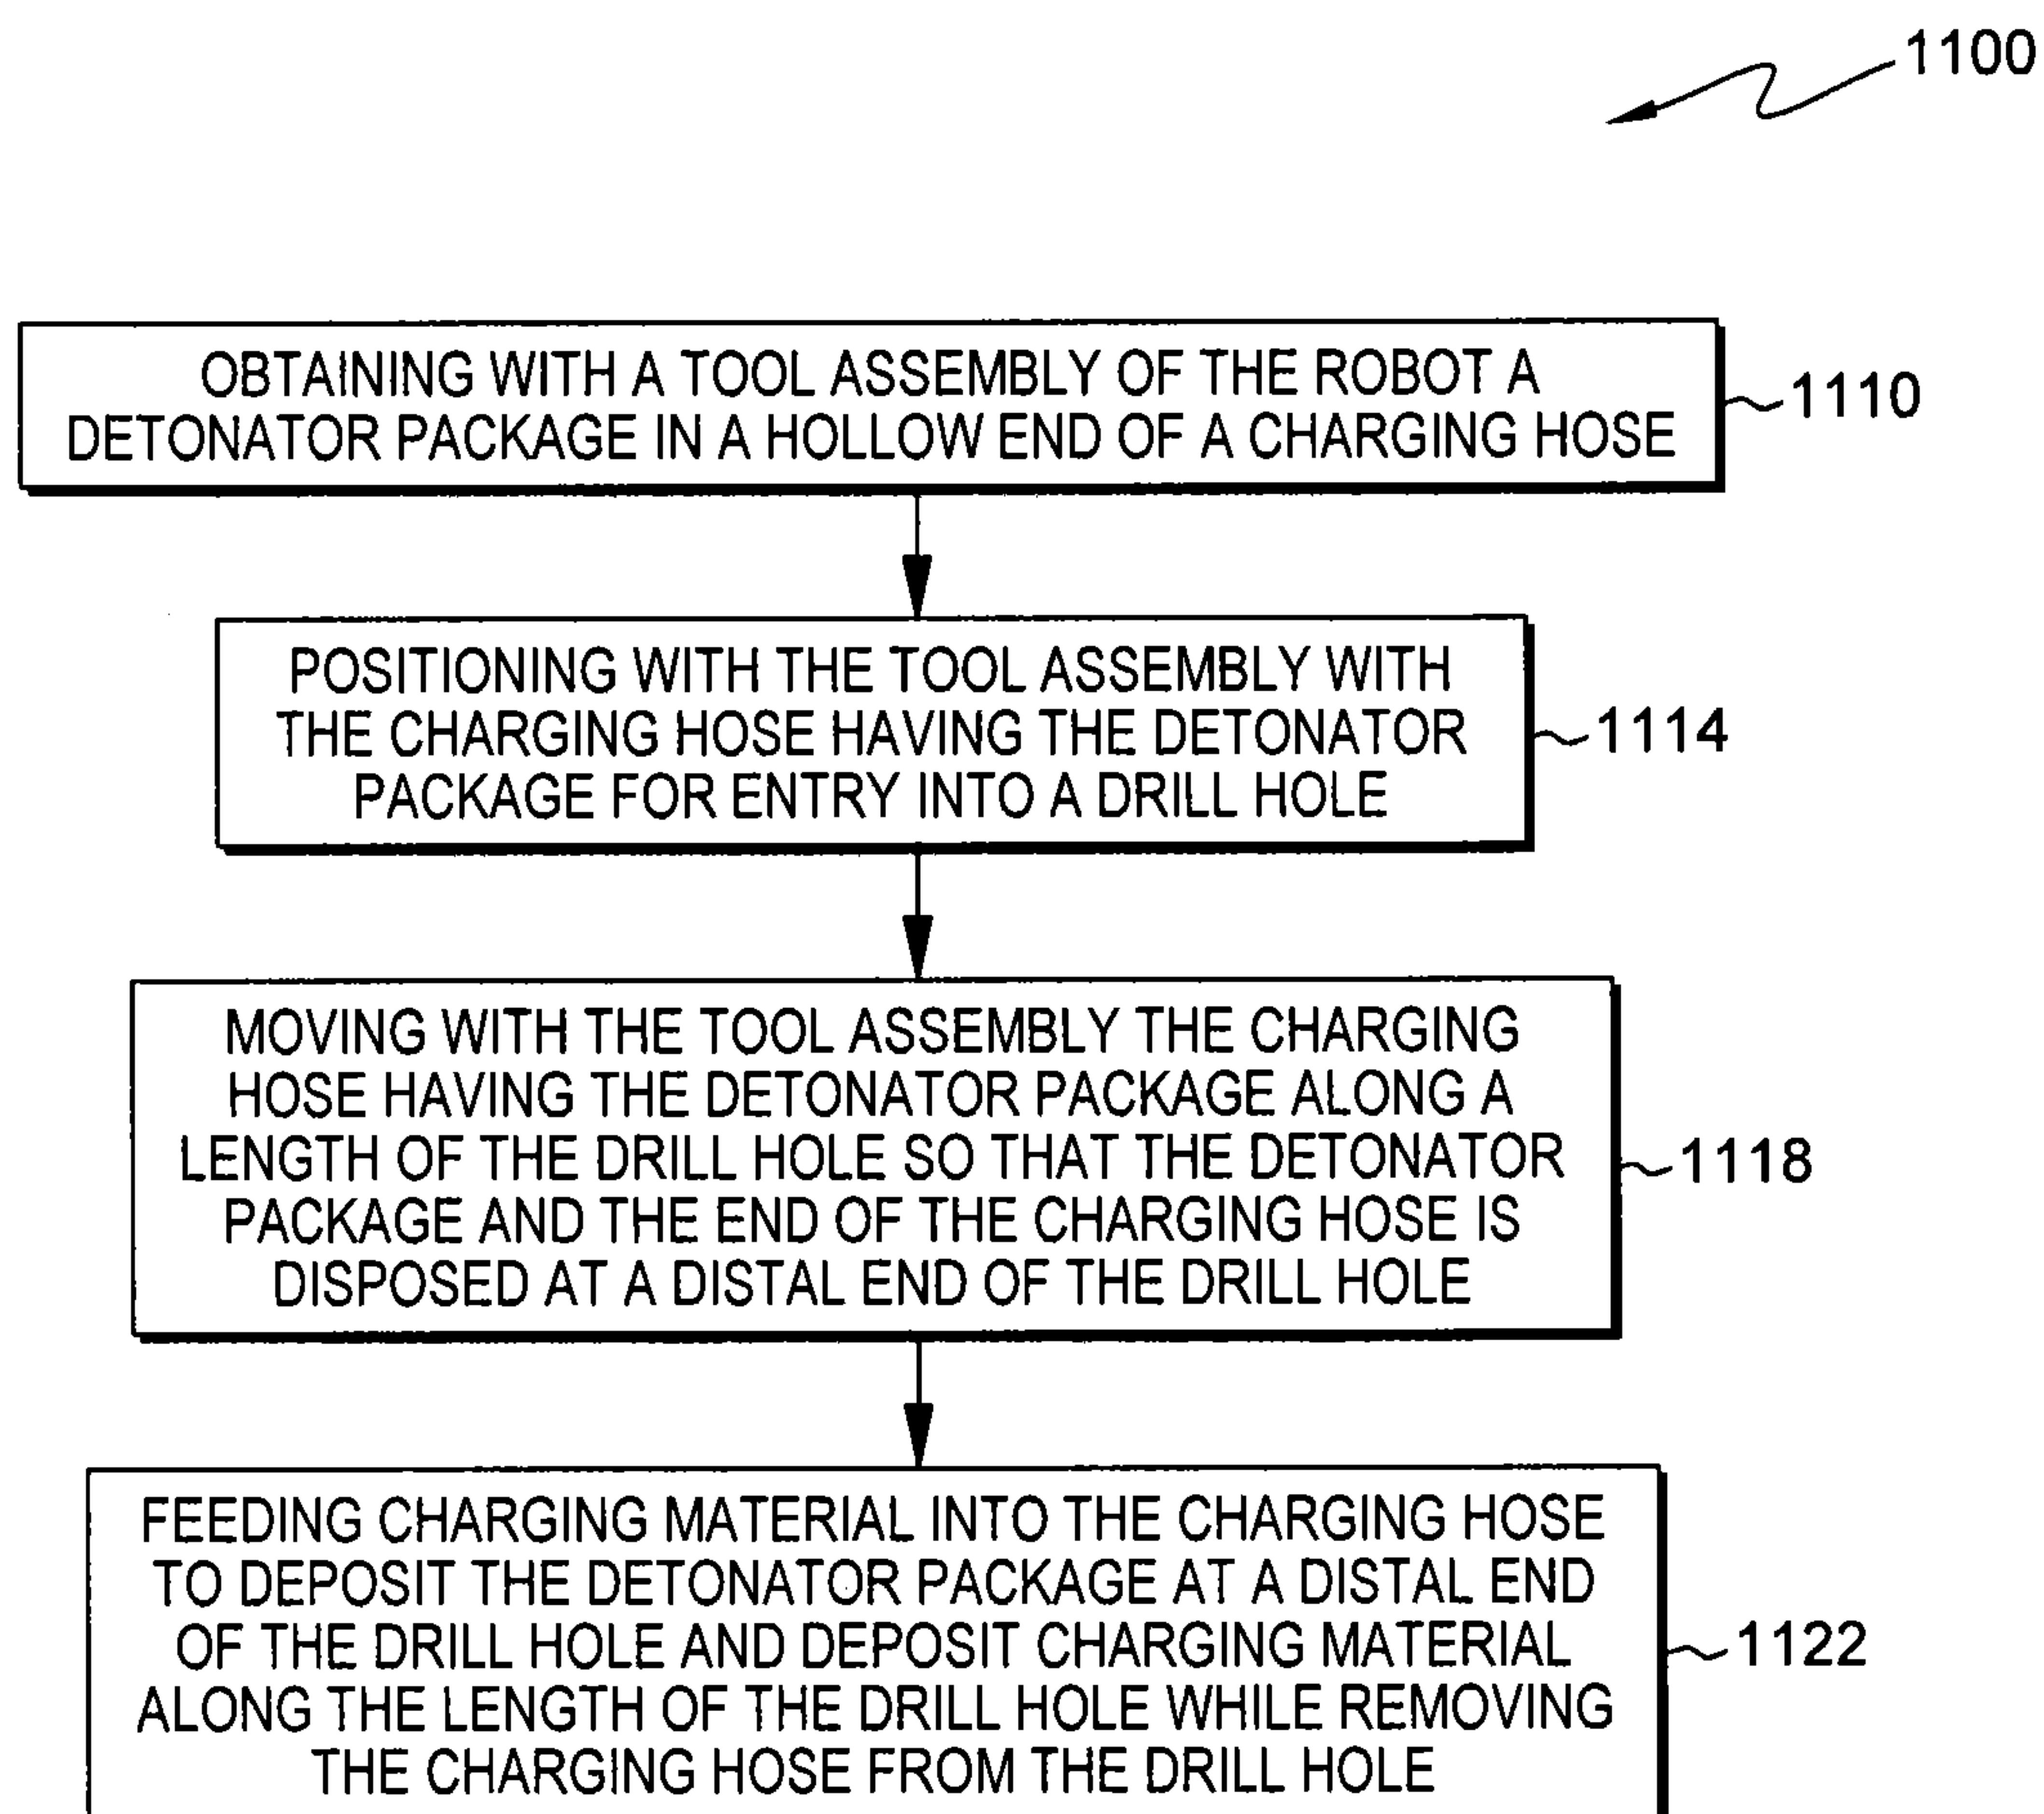 1100
OBTAINING WITH A TOOL ASSEMBLY OF THE ROBOT A
DETONATOR PACKAGE IN A HOLLOW END OF A CHARGING HOSE
1110
POSITIONING WITH THE TOOL ASSEMBLY WITH
THE CHARGING HOSE HAVING THE DETONATOR
PACKAGE FOR ENTRY INTO A DRILL HOLE
1114
MOVING WITH THE TOOL ASSEMBLY THE CHARGING
HOSE HAVING THE DETONATOR PACKAGE ALONG A
LENGTH OF THE DRILL HOLE SO THAT THE DETONATOR
PACKAGE AND THE END OF THE CHARGING HOSE IS
DISPOSED AT A DISTAL END OF THE DRILL HOLE
1118
FEEDING CHARGING MATERIAL INTO THE CHARGING HOSE
TO DEPOSIT THE DETONATOR PACKAGE AT A DISTAL END
OF THE DRILL HOLE AND DEPOSIT CHARGING MATERIAL
ALONG THE LENGTH OF THE DRILL HOLE WHILE REMOVING
THE CHARGING HOSE FROM THE DRILL HOLE
1122